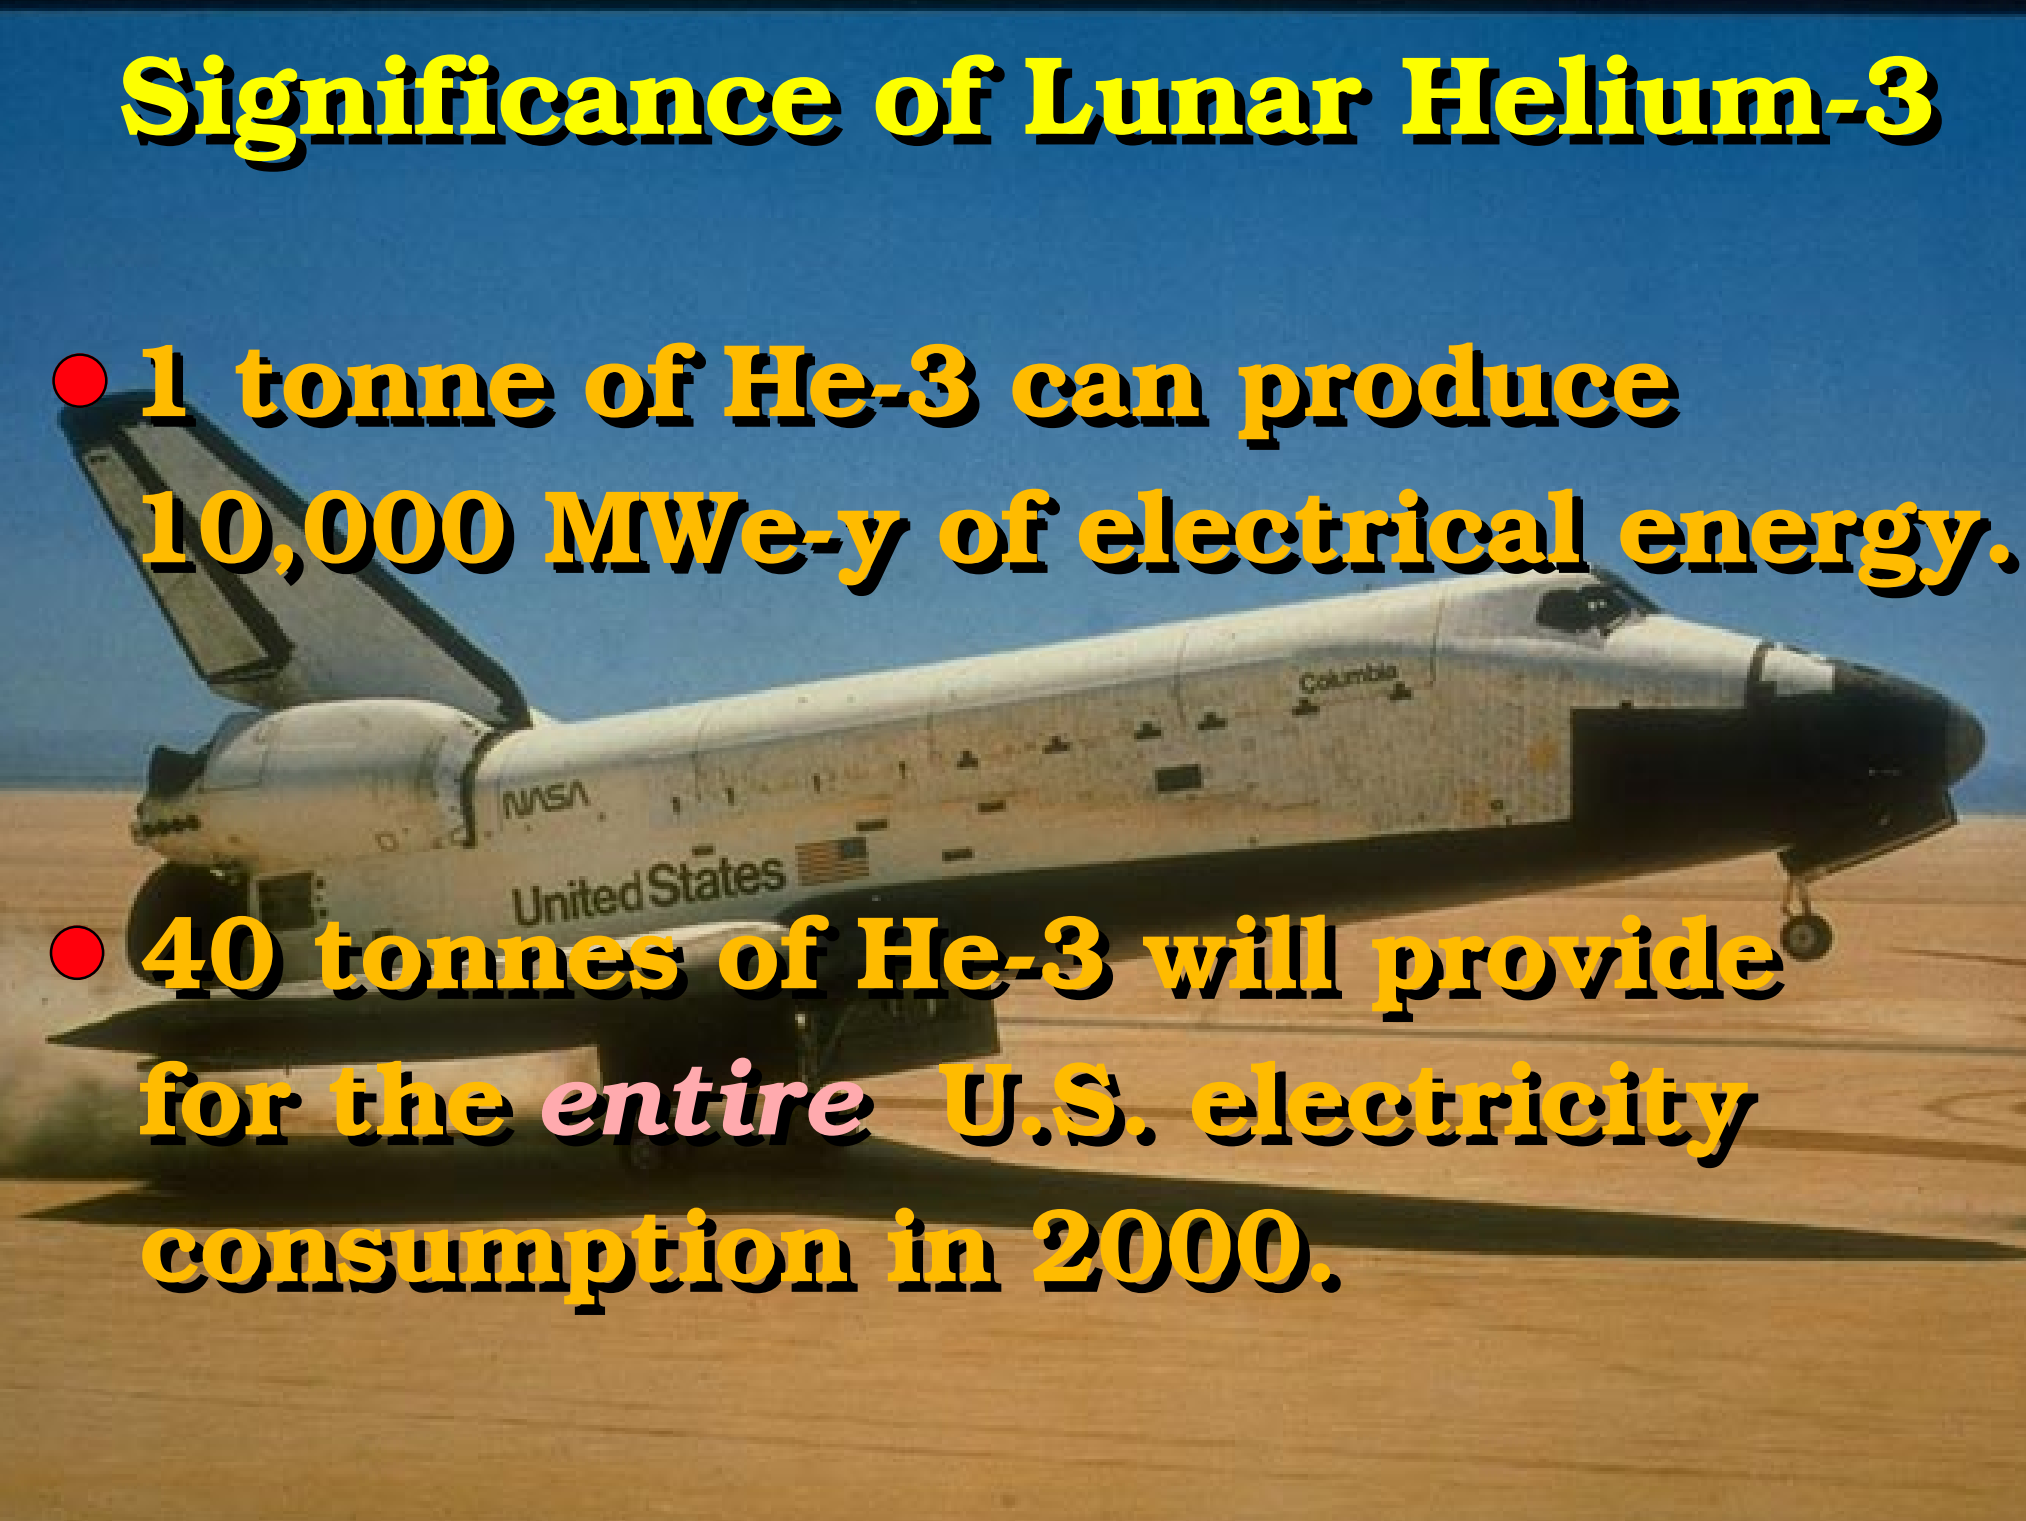 Significance of Lunar Helium-3
1 tonne of He-3 can produce
10,000 MWe-y of electrical energy.
Columbia
NASA
United States
40 tonnes of He-3 will provide
for the entire U.S. electricity
consumption in 2000.